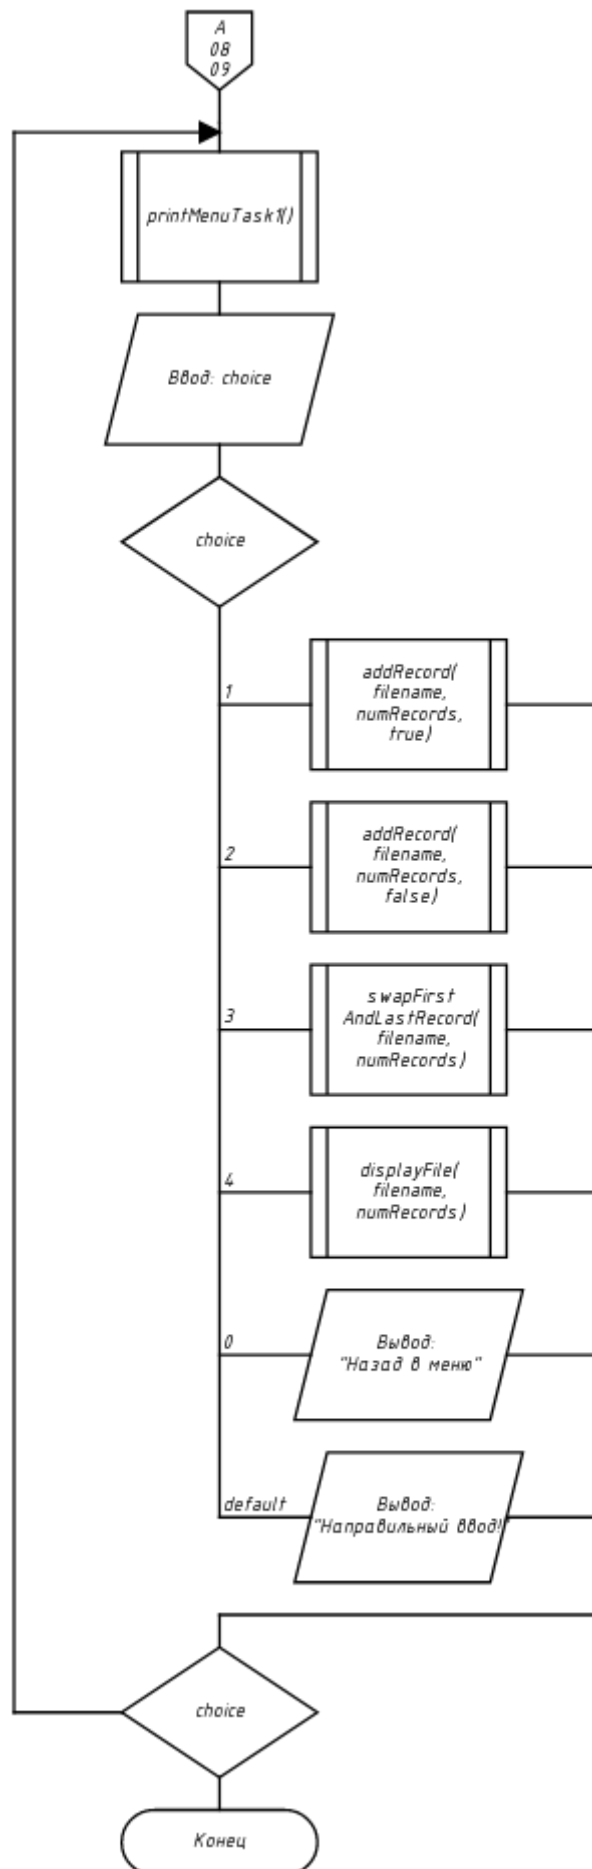 A
08
09
printMenuTask1()
Ввод: choice
choice
1
addRecord(
filename,
numRecords,
true)
2
addRecord(
filename,
numRecords,
false)
3
swapFirst
AndLastRecord(
filename,
numRecords)
4
displayFile(
filename,
numRecords)
0
Вывод:
"Назад в меню"
default
Вывод:
"Направильный ввод!"
choice
Конец